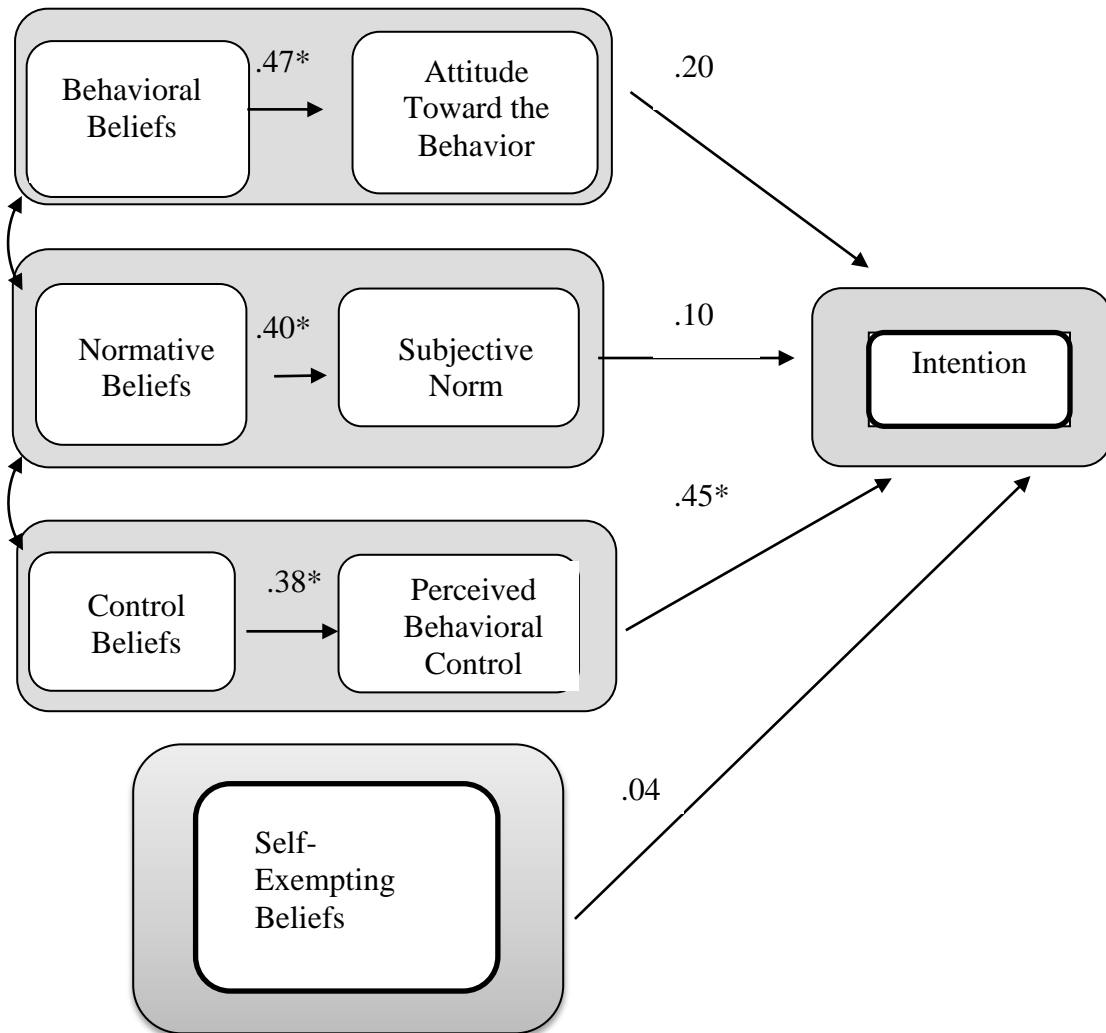 .47*
.20
Behavioral
Beliefs
Attitude
Toward the
Behavior
.40*
.10
Normative
Beliefs
Subjective
Norm
Intention
.45*
.38*
Control
Beliefs
Perceived
Behavioral
Control
.04
Self-
Exempting
Beliefs